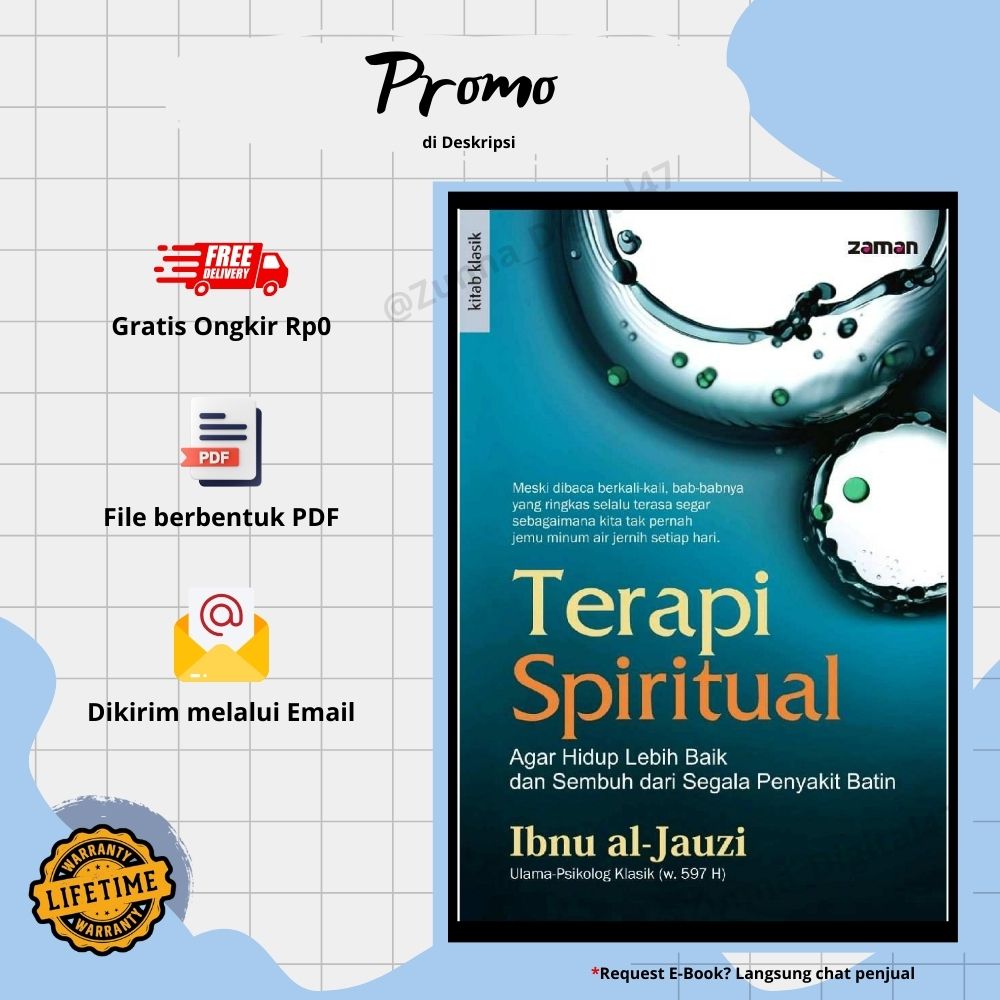 Promo
di Deskripsi
FREE
DELIVERY
Gratis Ongkir Rp0
PDF
File berbentuk PDF
@
Dikirim melalui Email
WARRANTY
LIFETIME
WARRANTY
kitab klasik
zaman
Meski dibaca berkali-kali, bab-babnya
yang ringkas selalu terasa segar
sebagaimana kita tak pernah
jemu minum air jernih setiap hari.
Terapi
Spiritual
Agar Hidup Lebih Baik
dan Sembuh dari Segala Penyakit Batin
Ibnu al-Jauzi
Ulama-Psikolog Klasik (w. 597 H)
*Request E-Book? Langsung chat penjual